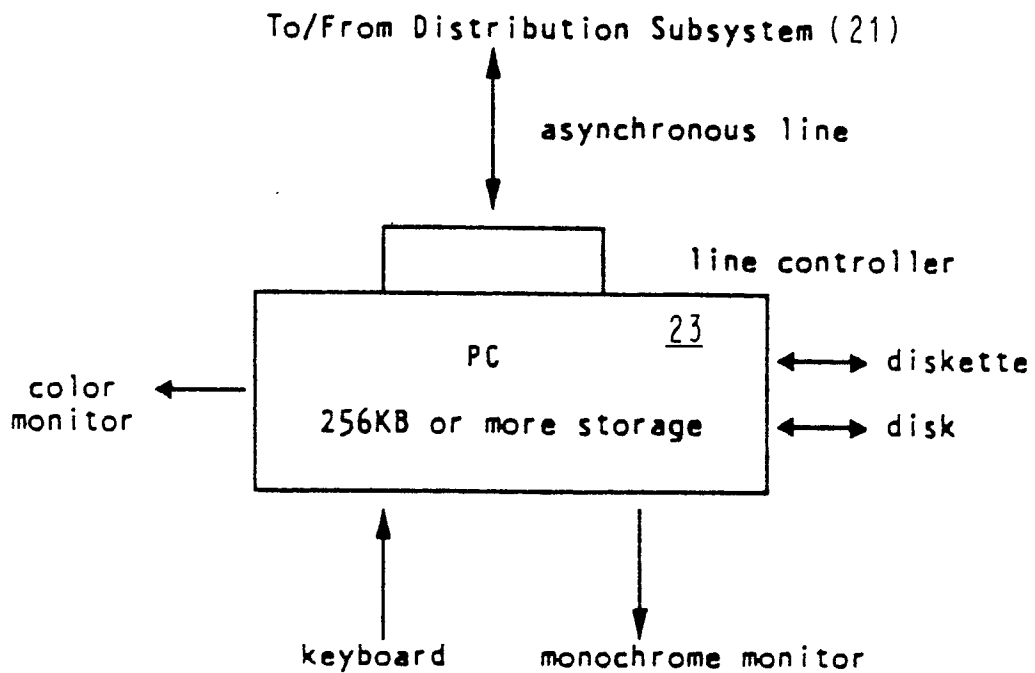 To/From Distribution Subsystem (21)
asynchronous line
line controller
23
PC
256KB or more storage
diskette
disk
color
monitor
keyboard
monochrome monitor